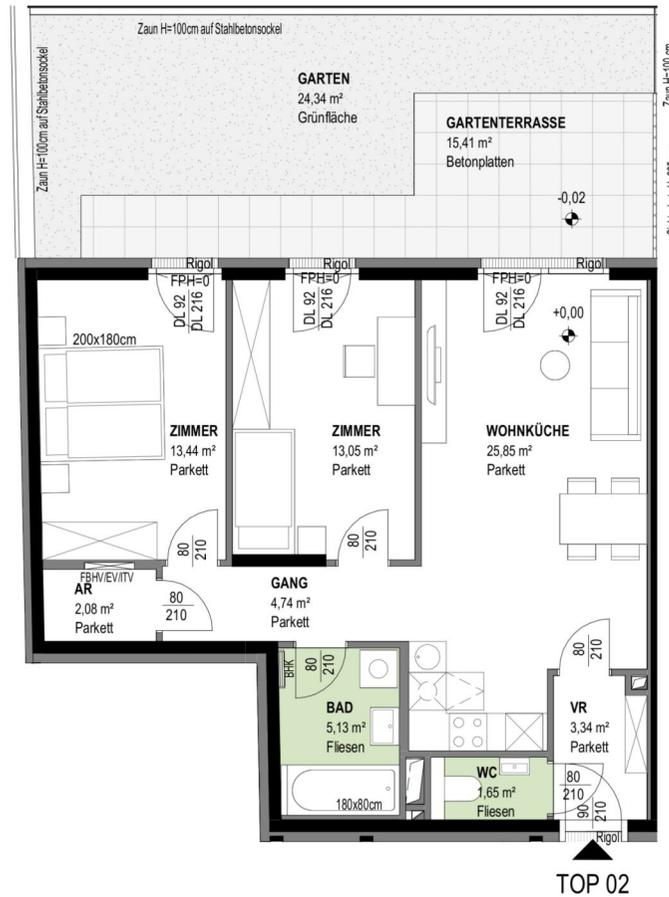 Zaun H=100cm auf Stahlbetonsockel
Zaun H=100cm auf Stahlbetonsockel
Zaun H=100 cm
GARTEN
24,34 m²
Grünfläche
GARTENTERRASSE
15,41 m²
Betonplatten
-0,02
Rigol
Rigol
Rigol
FPH=0
FPH=0
FPH=0
DL 92
DL 216
DL 92
DL 216
DL 92
DL 216
+0,00
200x180cm
ZIMMER
13,44 m²
Parkett
ZIMMER
13,05 m²
Parkett
WOHNKÜCHE
25,85 m²
Parkett
80
210
80
210
FBHV/EV/ITV
AR
2,08 m²
Parkett
80
210
GANG
4,74 m²
Parkett
BHK
80
210
80
210
BAD
5,13 m²
Fliesen
VR
3,34 m²
Parkett
WC
1,65 m²
Fliesen
80
210
90
210
180x80cm
Rigol
TOP 02